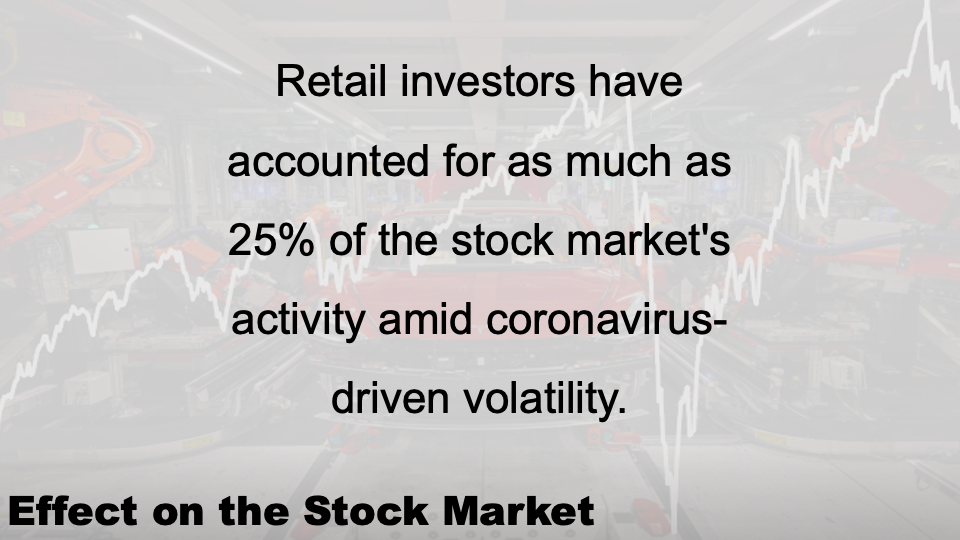 Retail investors have
accounted for as much as
25% of the stock market's
activity amid coronavirus-
driven volatility.
Effect on the Stock Market